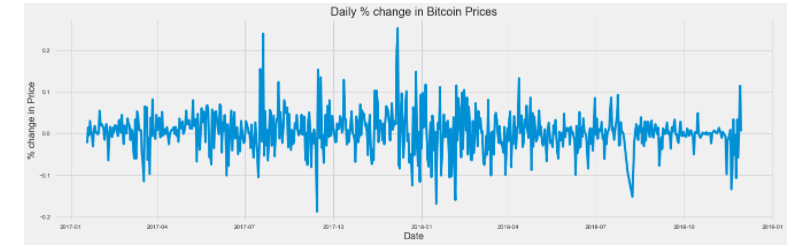 Daily % change in Bitcoin Prices
% change in Price
0.2
0.1
0.0
-0.1
-0.2
2017-01 2017-04 2017-07 2017-10 2018-01 2018-04 2018-07 2018-10 2019-01
Date